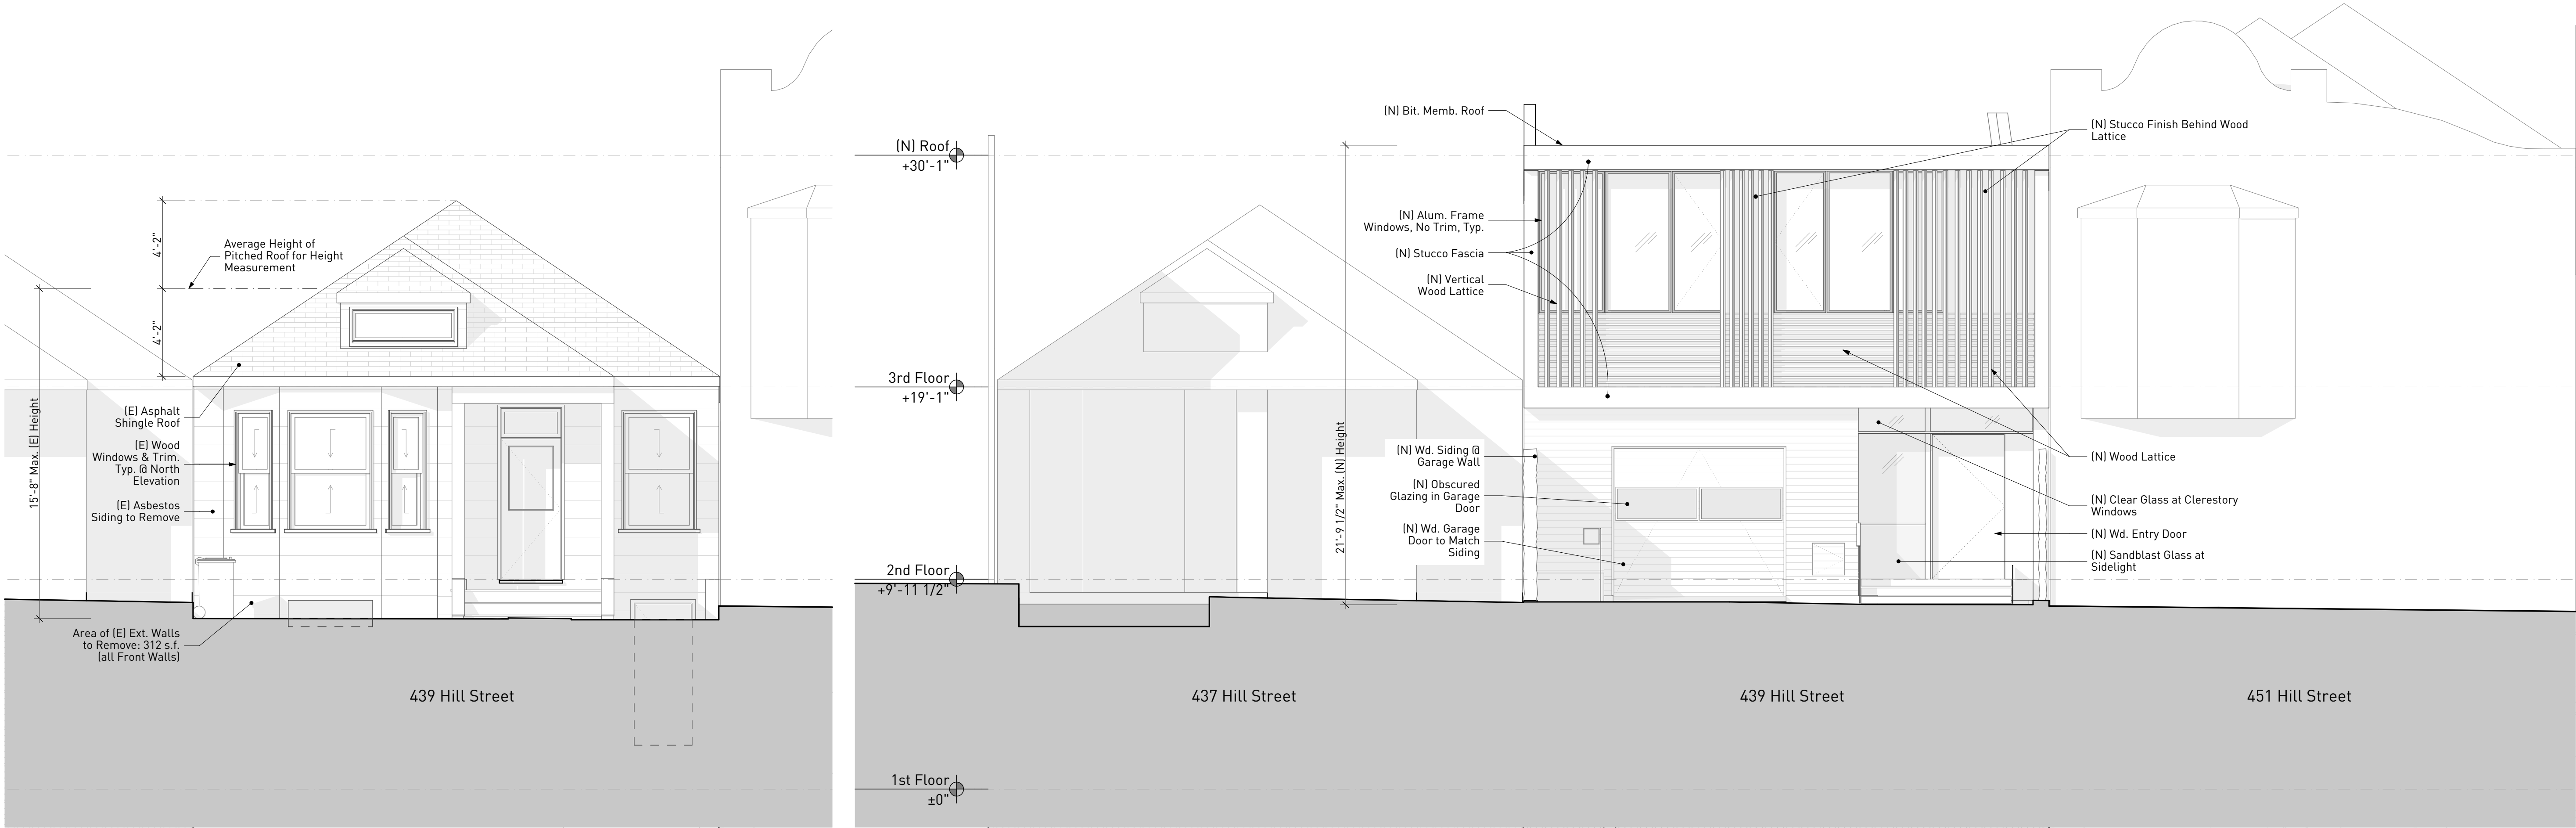 4'-2"
4'-2"
15'-8" Max. (E) Height
Average Height of
Pitched Roof for Height
Measurement
(E) Asphalt
Shingle Roof
(E) Wood
Windows & Trim.
Typ. @ North
Elevation
(E) Asbestos
Siding to Remove
Area of (E) Ext. Walls
to Remove: 312 s.f.
(all Front Walls)
439 Hill Street
(N) Roof
+30'-1"
3rd Floor
+19'-1"
2nd Floor
+9'-11 1/2"
1st Floor
±0"
21'-9 1/2" Max. (N) Height
(N) Bit. Memb. Roof
(N) Alum. Frame
Windows, No Trim, Typ.
(N) Stucco Fascia
(N) Vertical
Wood Lattice
(N) Wd. Siding @
Garage Wall
(N) Obscured
Glazing in Garage
Door
(N) Wd. Garage
Door to Match
Siding
(N) Stucco Finish Behind Wood
Lattice
(N) Wood Lattice
(N) Clear Glass at Clerestory
Windows
(N) Wd. Entry Door
(N) Sandblast Glass at
Sidelight
437 Hill Street
439 Hill Street
451 Hill Street